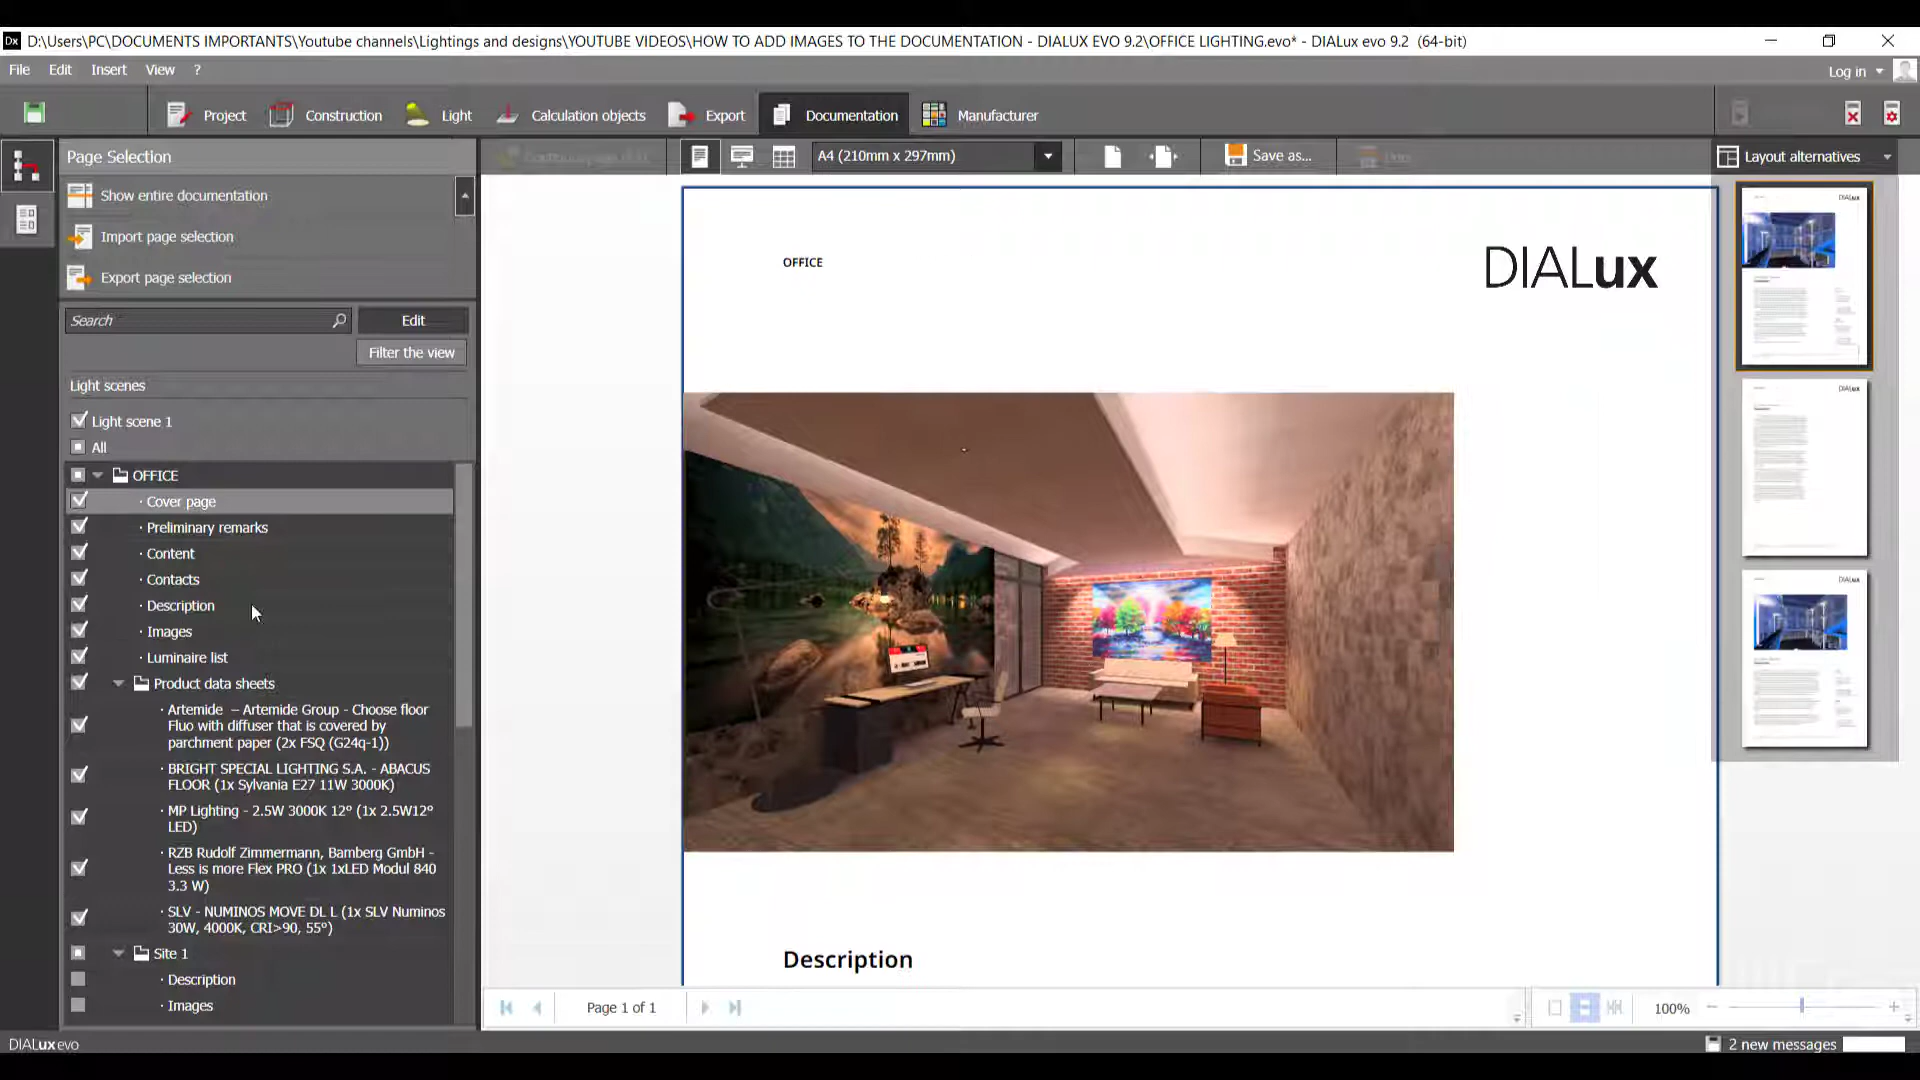 Dx D:\Users\PC\DOCUMENTS IMPORTANTS\Youtube channels\Lightings and designs\YOUTUBE VIDEOS\HOW TO ADD IMAGES TO THE DOCUMENTATION - DIALUX EVO 9.2\OFFICE LIGHTING.evo* - DIALux evo 9.2 (64-bit)
File Edit Insert View ?
Log in
Project Construction Light Calculation objects Export Documentation Manufacturer
Page Selection
A4 (210mm x 297mm)
Save as...
Layout alternatives
Show entire documentation
Import page selection
Export page selection
Search
Edit
Filter the view
Light scenes
Light scene 1
All
OFFICE
· Cover page
· Preliminary remarks
· Content
· Contacts
· Description
· Images
· Luminaire list
Product data sheets
· Artemide – Artemide Group - Choose floor
Fluo with diffuser that is covered by
parchment paper (2x FSQ (G24q-1))
· BRIGHT SPECIAL LIGHTING S.A. - ABACUS
FLOOR (1x Sylvania E27 11W 3000K)
· MP Lighting - 2.5W 3000K 12° (1x 2.5W12°
LED)
· RZB Rudolf Zimmermann, Bamberg GmbH -
Less is more Flex PRO (1x 1xLED Modul 840
3.3 W)
· SLV - NUMINOS MOVE DL L (1x SLV Numinos
30W, 4000K, CRI>90, 55°)
Site 1
· Description
· Images
OFFICE
DIALux
Description
DIALux
DIALux
DIALux
Page 1 of 1
100%
DIALux evo
2 new messages